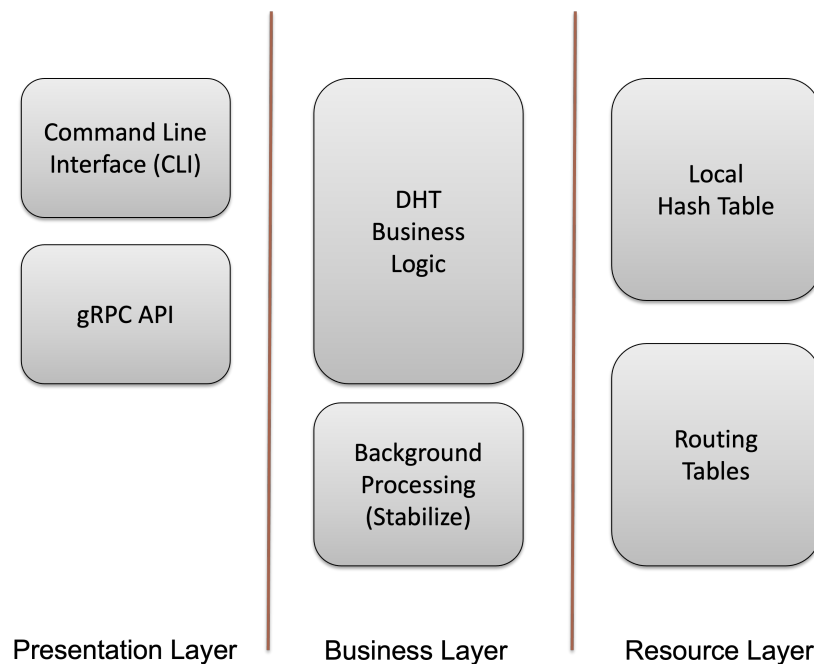 Command Line
Interface (CLI)
gRPC API
Presentation Layer
DHT
Business
Logic
Background
Processing
(Stabilize)
Business Layer
Local
Hash Table
Routing
Tables
Resource Layer